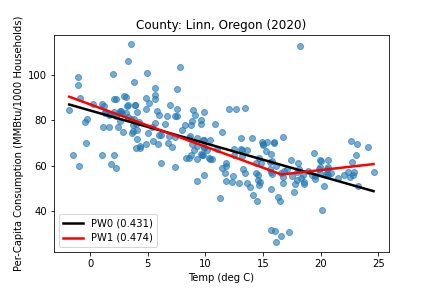 County: Linn, Oregon (2020)
Per-Capita Consumption (MMBtu/1000 Households)
100
80
60
40
PW0 (0.431)
PW1 (0.474)
0
5
10
15
20
25
Temp (deg C)